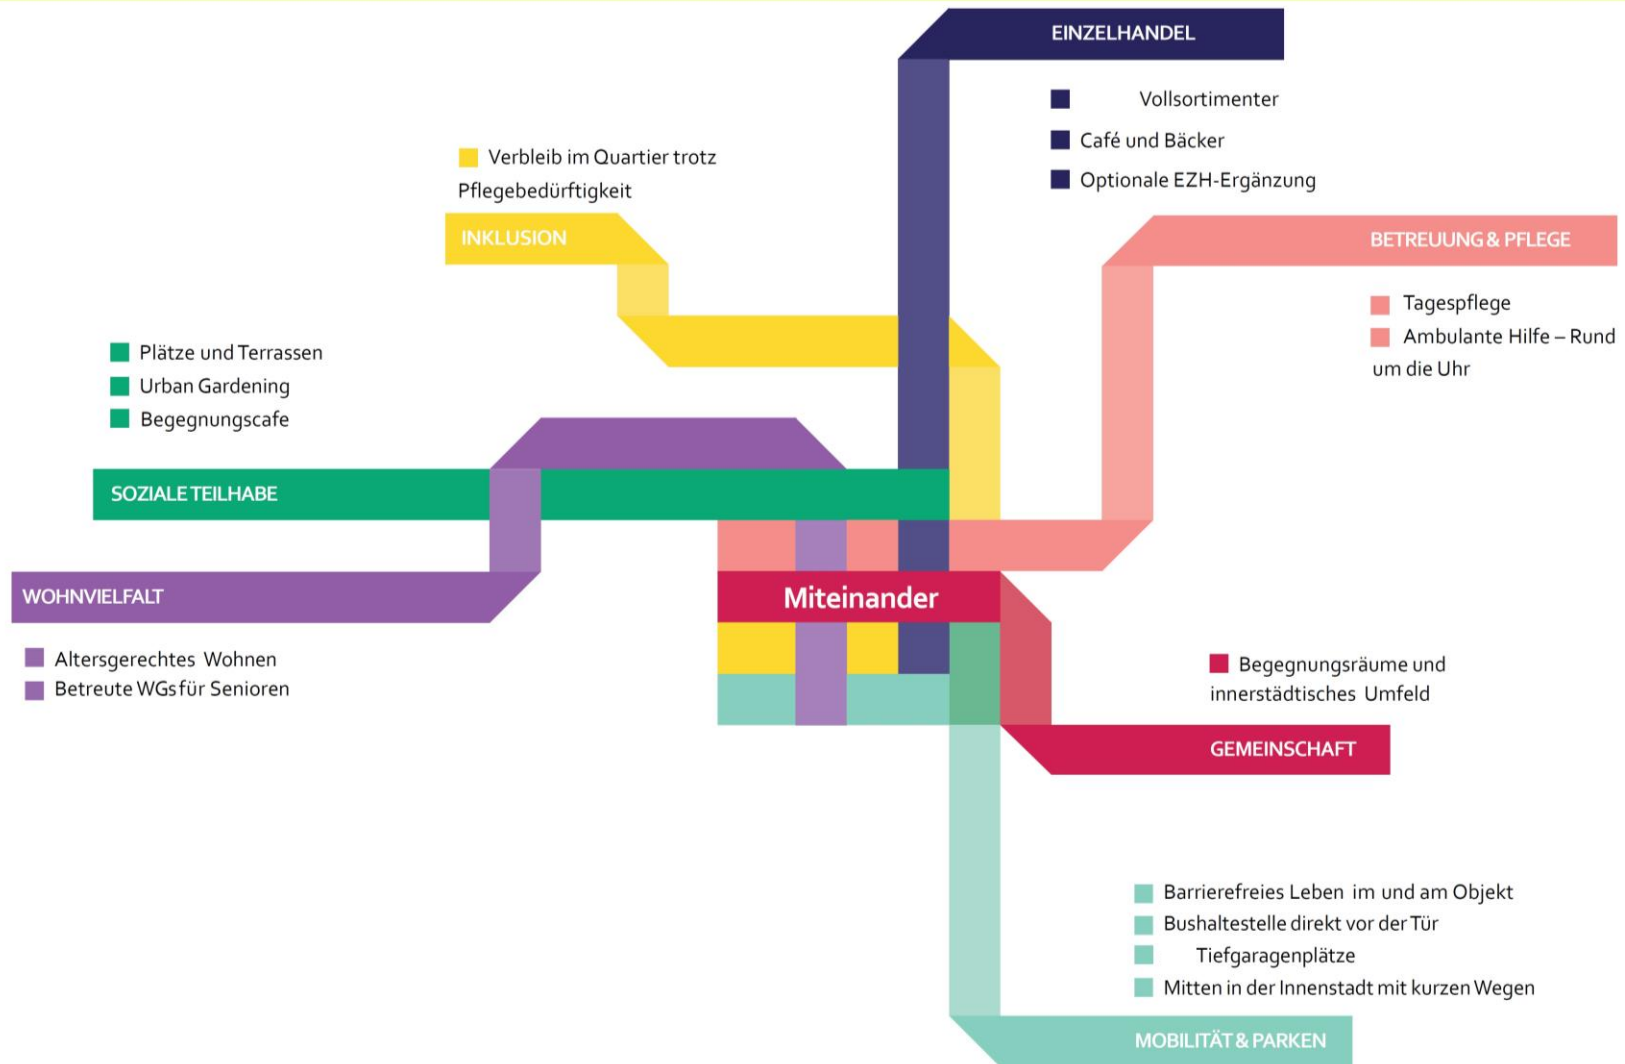 EINZELHANDEL
Vollsortimenter
Café und Bäcker
Optionale EZH-Ergänzung
Verbleib im Quartier trotz
Pflegebedürftigkeit
INKLUSION
BETREUUNG & PFLEGE
Tagespflege
Ambulante Hilfe – Rund
um die Uhr
Plätze und Terrassen
Urban Gardening
Begegnungscafe
SOZIALE TEILHABE
WOHNVIELFALT
Altersgerechtes Wohnen
Betreute WGs für Senioren
Miteinander
Begegnungsräume und
innerstädtisches Umfeld
GEMEINSCHAFT
Barrierefreies Leben im und am Objekt
Bushaltestelle direkt vor der Tür
Tiefgaragenplätze
Mitten in der Innenstadt mit kurzen Wegen
MOBILITÄT & PARKEN